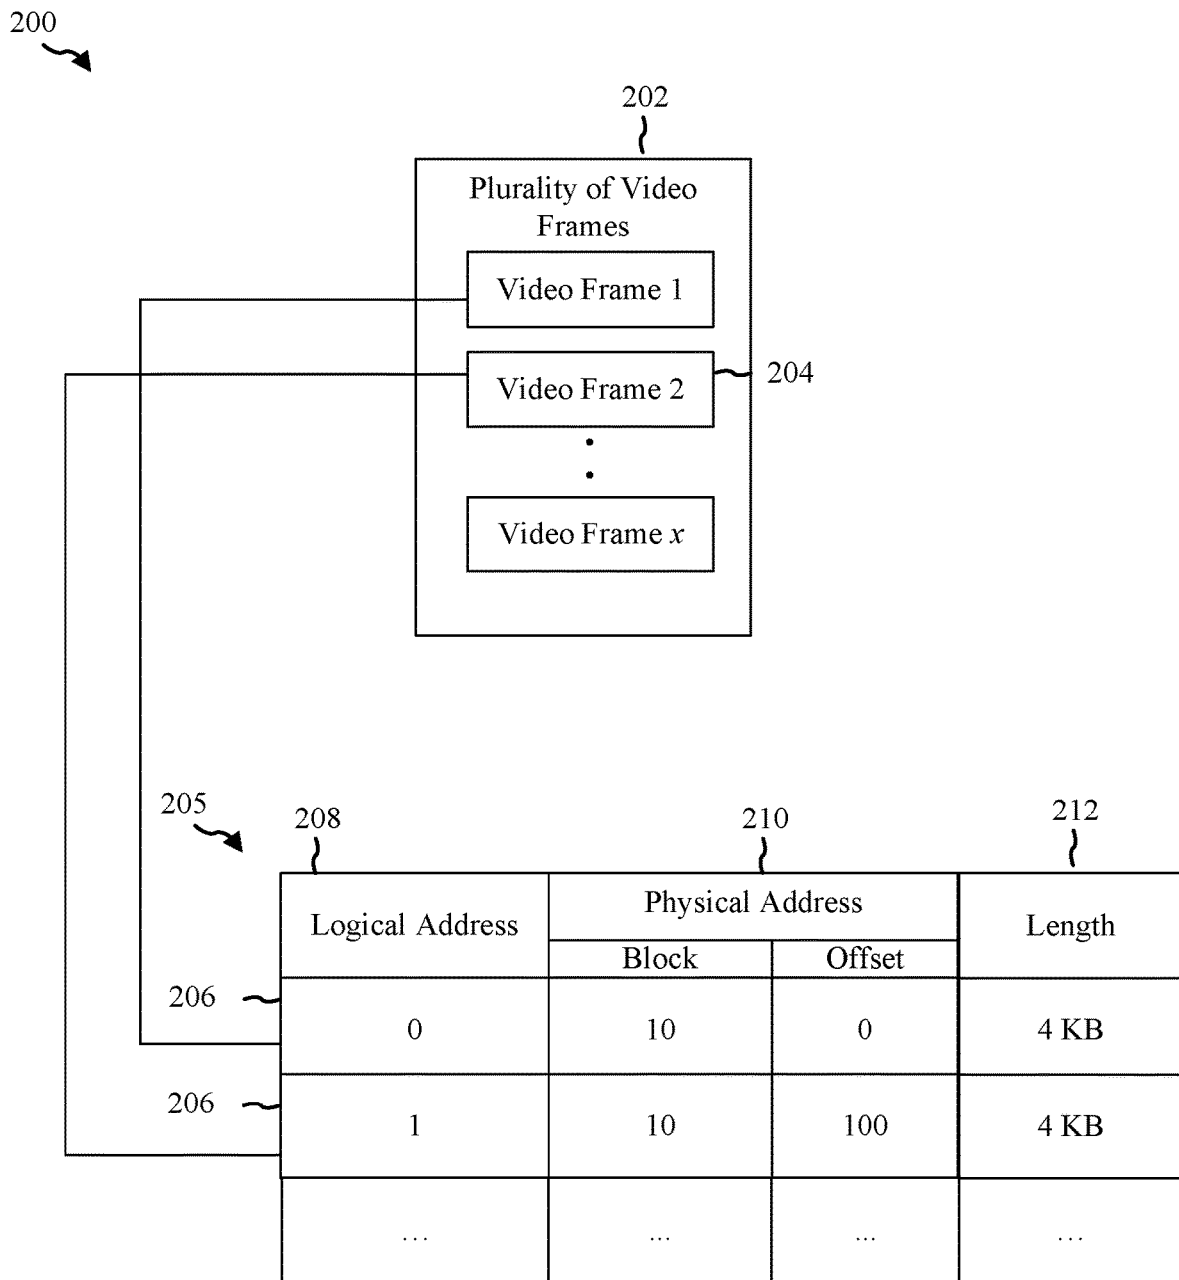 200
202
Plurality of Video
Frames
Video Frame 1
Video Frame 2
204
Video Frame x
205
208
210
212
Logical Address
Physical Address
Length
Block
Offset
206
0
10
0
4 KB
206
1
10
100
4 KB
...
...
...
...